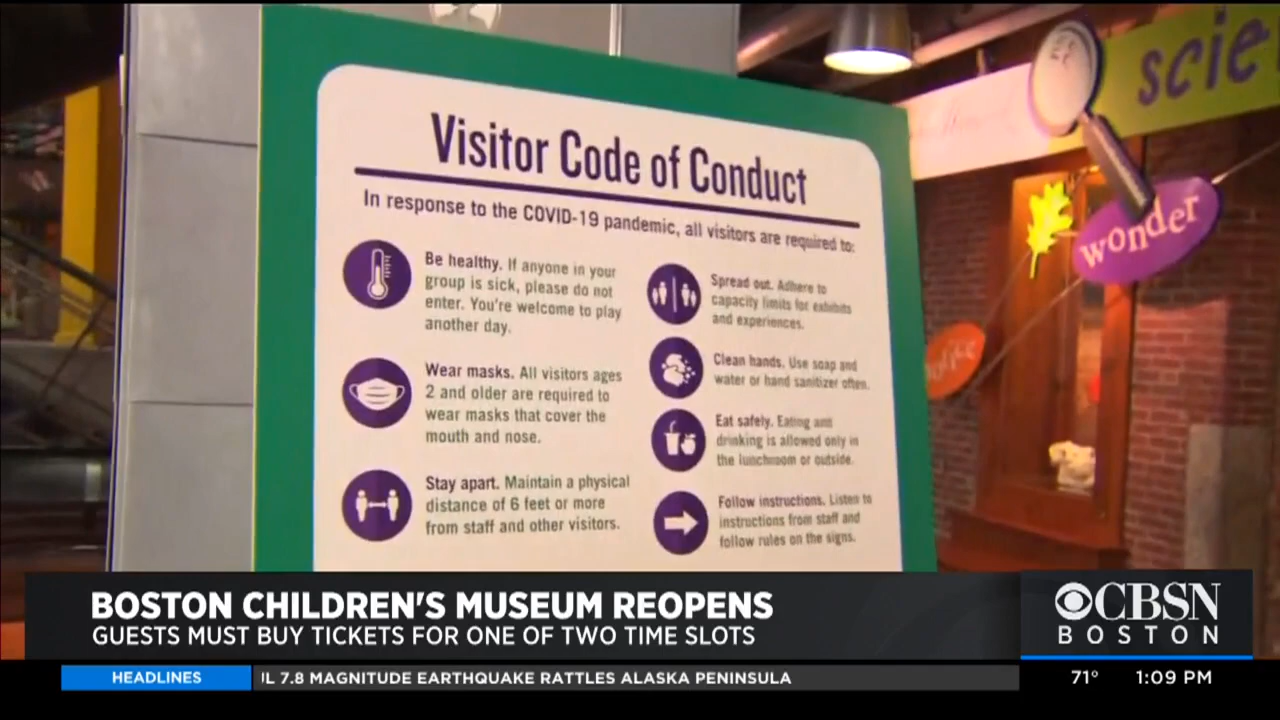 Visitor Code of Conduct
In response to the COVID-19 pandemic, all visitors are required to:
Be healthy. If anyone in your
group is sick, please do not
enter. You're welcome to play
another day.
Wear masks. All visitors ages
2 and older are required to
wear masks that cover the
mouth and nose.
Stay apart. Maintain a physical
distance of 6 feet or more
from staff and other visitors.
Spread out. Adhere to
capacity limits for exhibits
and experiences.
Clean hands. Use soap and
water or hand sanitizer often.
Eat safely. Eating and
drinking is allowed only in
the lunchroom or outside.
Follow instructions. Listen to
instructions from staff and
follow rules on the signs.
scie
wonder
BOSTON CHILDREN'S MUSEUM REOPENS
GUESTS MUST BUY TICKETS FOR ONE OF TWO TIME SLOTS
CBSN
BOSTON
HEADLINES
7.8 MAGNITUDE EARTHQUAKE RATTLES ALASKA PENINSULA
71° 1:09 PM